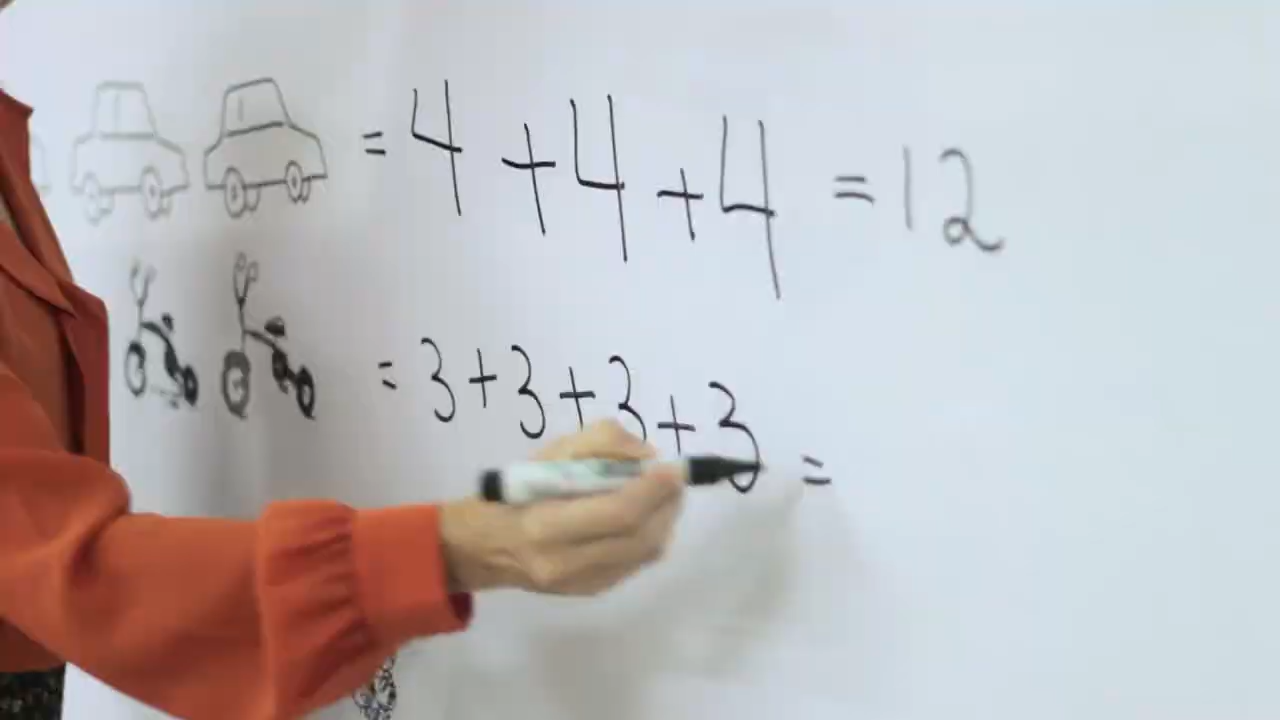 = 4 + 4 + 4 = 12
= 3 + 3 + 3 + 3 =